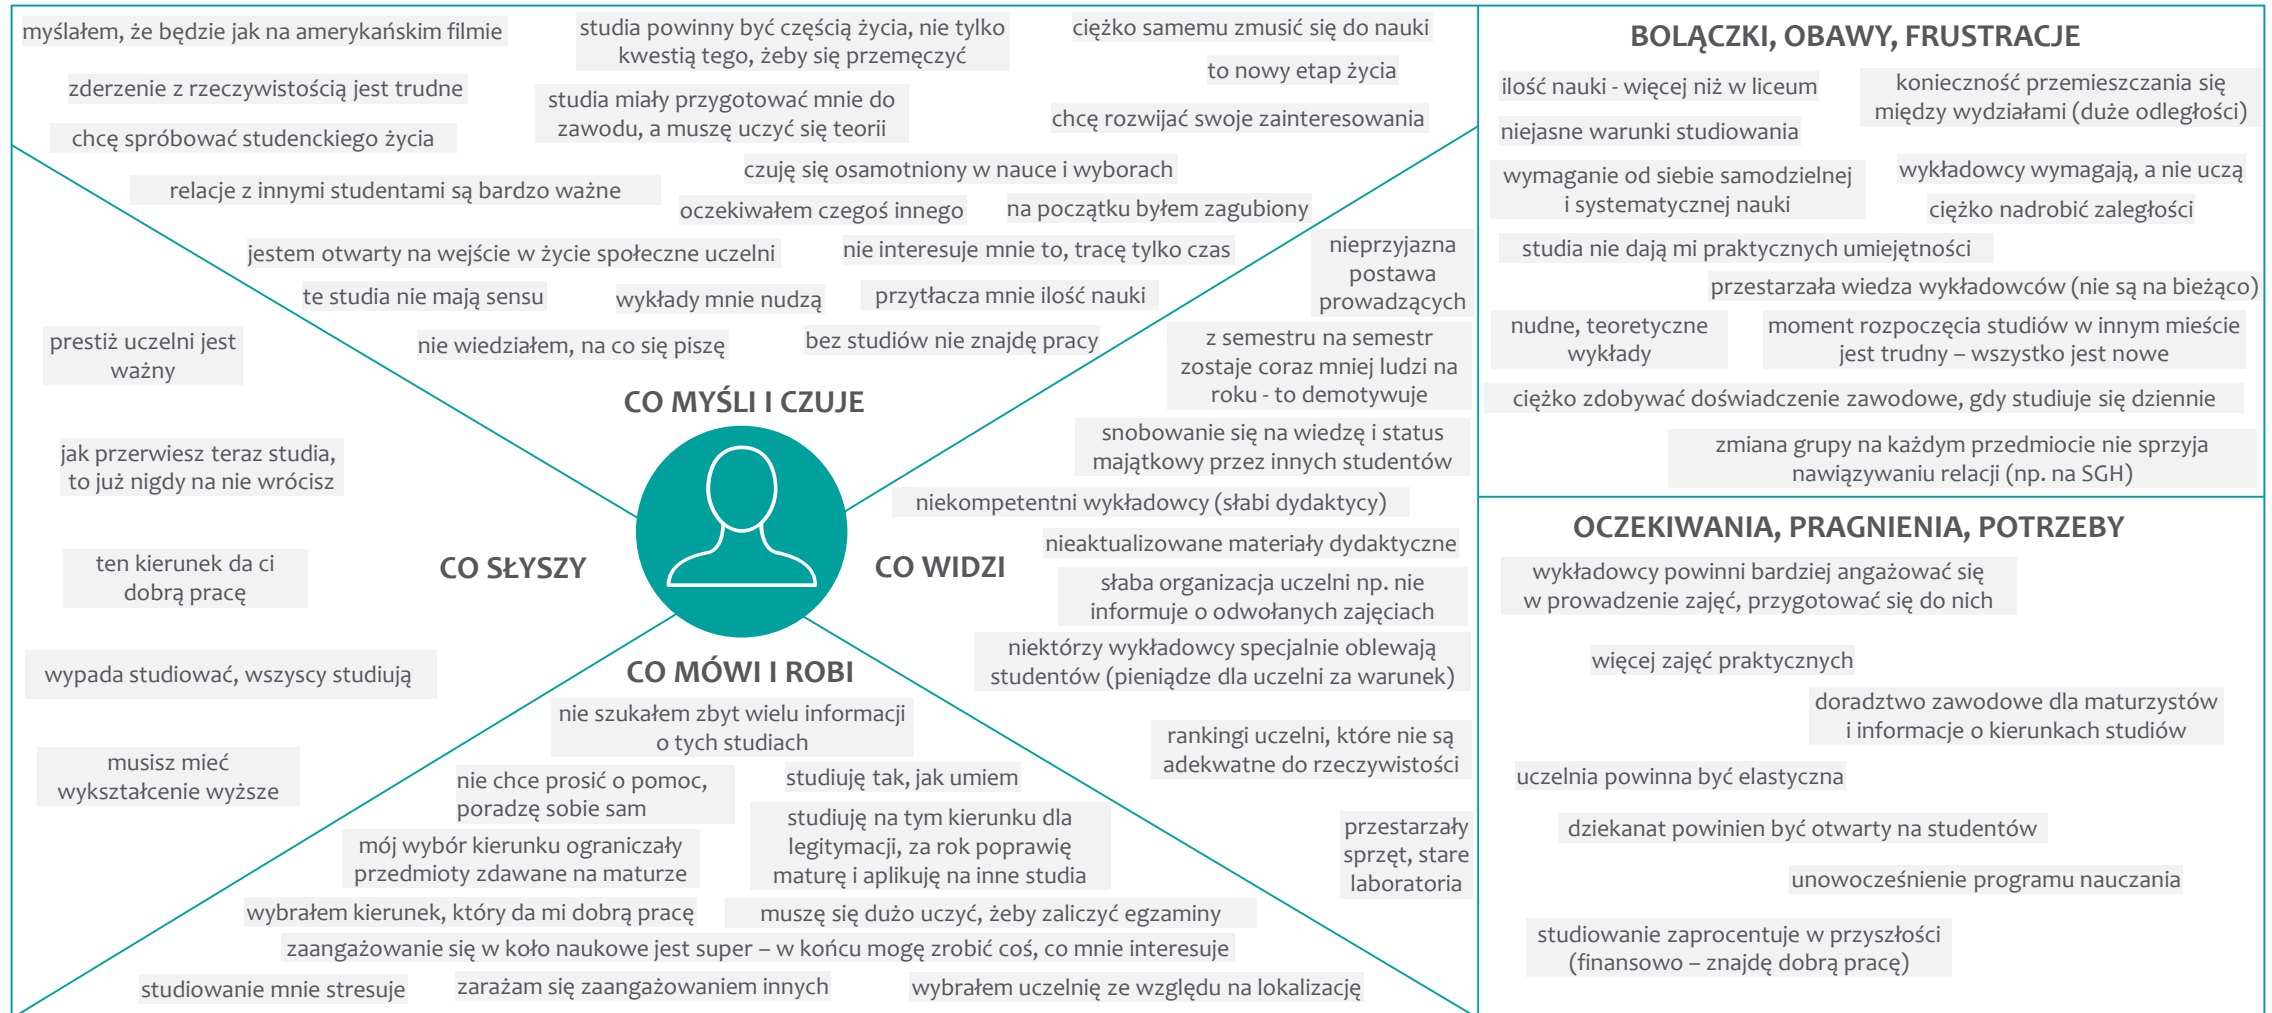 myślałem, że będzie jak na amerykańskim filmie
studia powinny być częścią życia, nie tylko
kwestią tego, żeby się przemęczyć
ciężko samemu zmusić się do nauki
to nowy etap życia
zderzenie z rzeczywistością jest trudne
studia miały przygotować mnie do
zawodu, a muszę uczyć się teorii
chcę rozwijać swoje zainteresowania
chcę spróbować studenckiego życia
czuję się osamotniony w nauce i wyborach
relacje z innymi studentami są bardzo ważne
oczekiwałem czegoś innego
na początku byłem zagubiony
jestem otwarty na wejście w życie społeczne uczelni
nie interesuje mnie to, tracę tylko czas
te studia nie mają sensu
wykłady mnie nudzą
przytłacza mnie ilość nauki
nie wiedziałem, na co się piszę
bez studiów nie znajdę pracy
CO MYŚLI I CZUJE
prestiż uczelni jest
ważny
jak przerwiesz teraz studia,
to już nigdy na nie wrócisz
ten kierunek da ci
dobrą pracę
CO SŁYSZY
wypada studiować, wszyscy studiują
musisz mieć
wykształcenie wyższe
nieprzyjazna
postawa
prowadzących
z semestru na semestr
zostaje coraz mniej ludzi na
roku - to demotywuje
snobowanie się na wiedzę i status
majątkowy przez innych studentów
niekompetentni wykładowcy (słabi dydaktycy)
nieaktualizowane materiały dydaktyczne
CO WIDZI
słaba organizacja uczelni np. nie
informuje o odwołanych zajęciach
niektórzy wykładowcy specjalnie oblewają
studentów (pieniądze dla uczelni za warunek)
rankingi uczelni, które nie są
adekwatne do rzeczywistości
przestarzały
sprzęt, stare
laboratoria
CO MÓWI I ROBI
nie szukałem zbyt wielu informacji
o tych studiach
nie chce prosić o pomoc,
poradzę sobie sam
studiuję tak, jak umiem
mój wybór kierunku ograniczały
przedmioty zdawane na maturze
studiuję na tym kierunku dla
legitymacji, za rok poprawię
maturę i aplikuję na inne studia
wybrałem kierunek, który da mi dobrą pracę
muszę się dużo uczyć, żeby zaliczyć egzaminy
zaangażowanie się w koło naukowe jest super – w końcu mogę zrobić coś, co mnie interesuje
studiowanie mnie stresuje
zarażam się zaangażowaniem innych
wybrałem uczelnię ze względu na lokalizację
BOLĄCZKI, OBAWY, FRUSTRACJE
ilość nauki - więcej niż w liceum
konieczność przemieszczania się
między wydziałami (duże odległości)
niejasne warunki studiowania
wymaganie od siebie samodzielnej
i systematycznej nauki
wykładowcy wymagają, a nie uczą
ciężko nadrobić zaległości
studia nie dają mi praktycznych umiejętności
przestarzała wiedza wykładowców (nie są na bieżąco)
nudne, teoretyczne
wykłady
moment rozpoczęcia studiów w innym mieście
jest trudny – wszystko jest nowe
ciężko zdobywać doświadczenie zawodowe, gdy studiuje się dziennie
zmiana grupy na każdym przedmiocie nie sprzyja
nawiązywaniu relacji (np. na SGH)
OCZEKIWANIA, PRAGNIENIA, POTRZEBY
wykładowcy powinni bardziej angażować się
w prowadzenie zajęć, przygotować się do nich
więcej zajęć praktycznych
doradztwo zawodowe dla maturzystów
i informacje o kierunkach studiów
uczelnia powinna być elastyczna
dziekanat powinien być otwarty na studentów
unowocześnienie programu nauczania
studiowanie zaprocentuje w przyszłości
(finansowo – znajdę dobrą pracę)